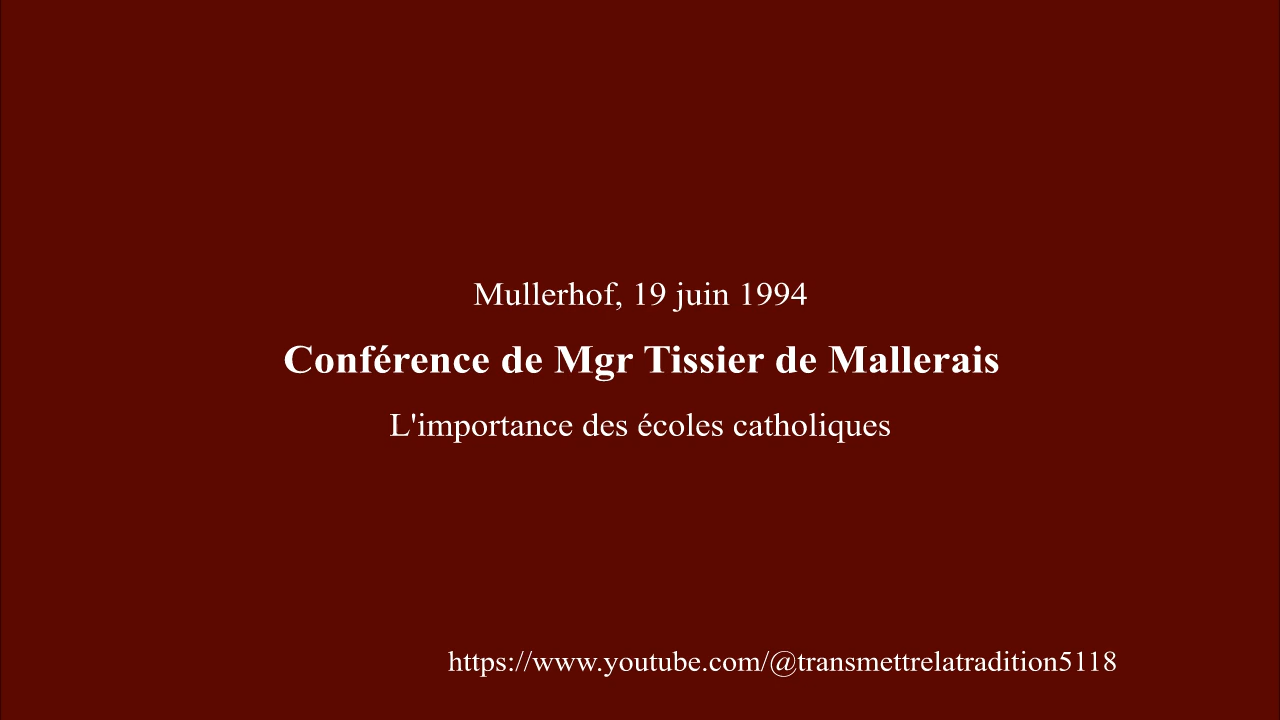 Mullerhof, 19 juin 1994
Conférence de Mgr Tissier de Mallerais
L'importance des écoles catholiques
https://www.youtube.com/@transmettrelatradition5118